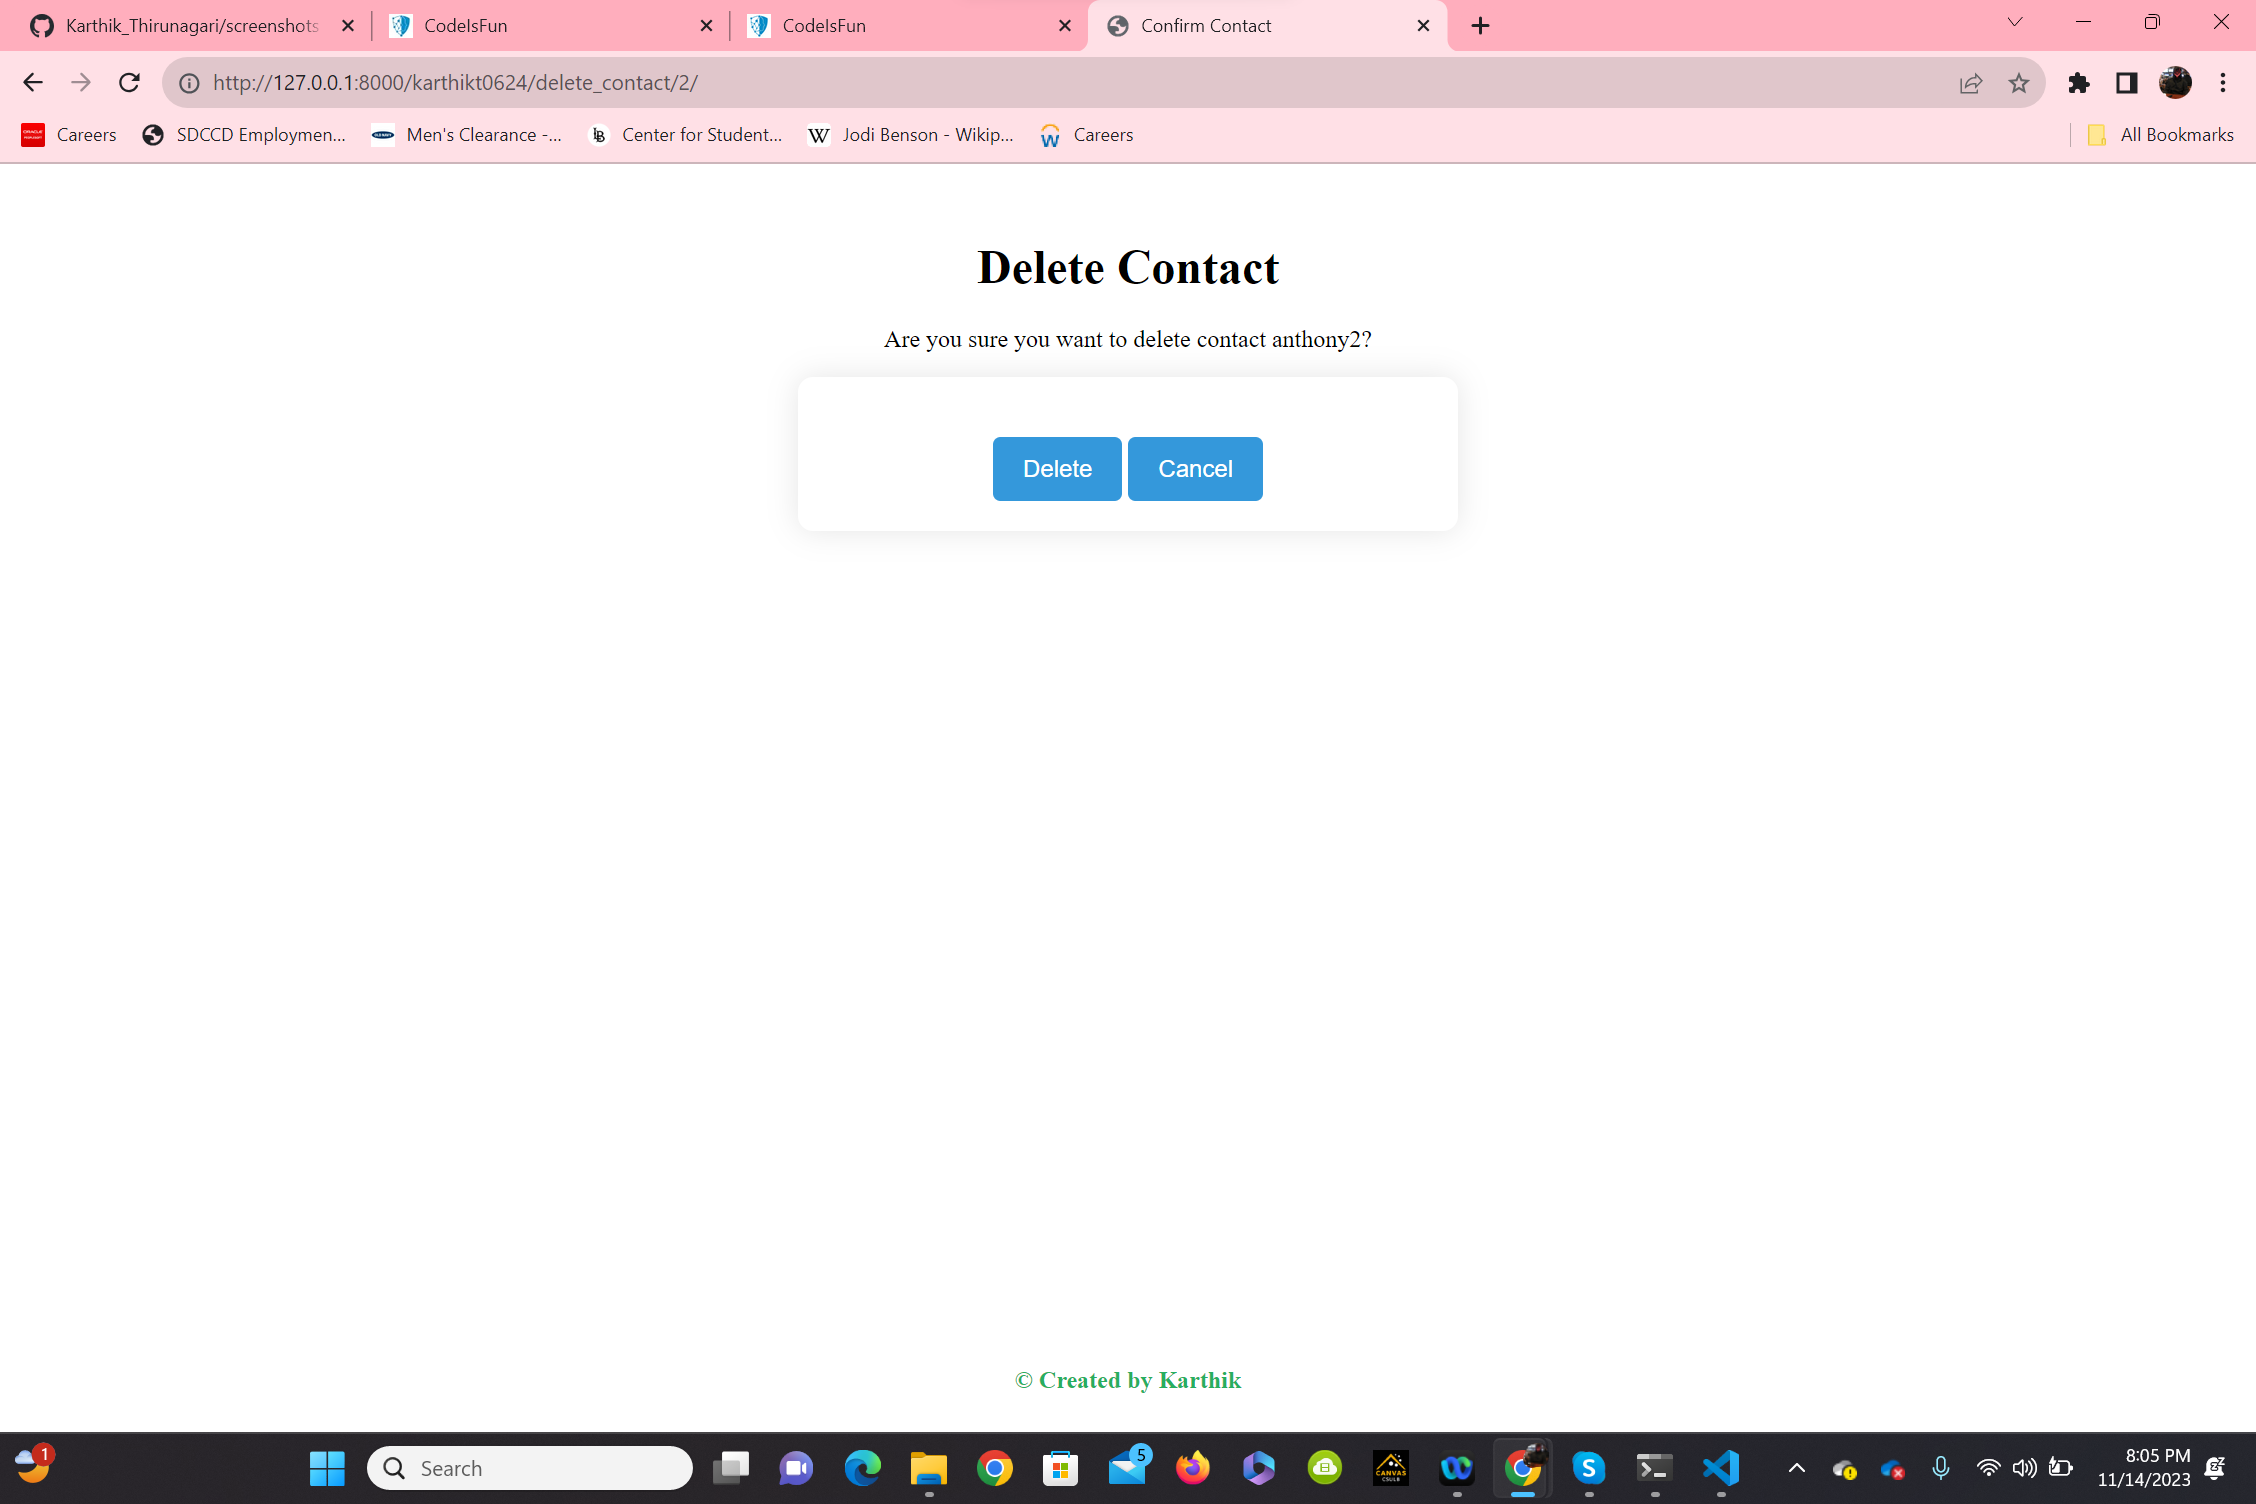 Karthik_Thirunagari/screenshots
CodeIsFun
CodeIsFun
Confirm Contact
http://127.0.0.1:8000/karthikt0624/delete_contact/2/
Careers
SDCCD Employmen...
Men's Clearance -...
Center for Student...
Jodi Benson - Wikip...
Careers
All Bookmarks
Delete Contact
Are you sure you want to delete contact anthony2?
Delete
Cancel
© Created by Karthik
1
Search
5
CANVAS
CSULB
8:05 PM
11/14/2023